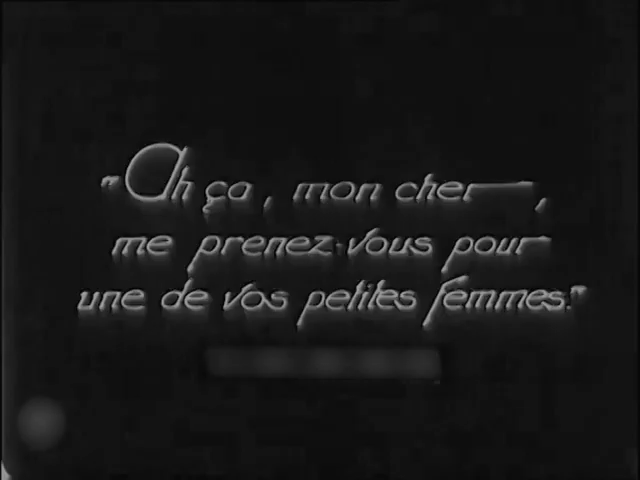 "Ah ça, mon cher,
me prenez-vous pour
une de vos petites femmes."